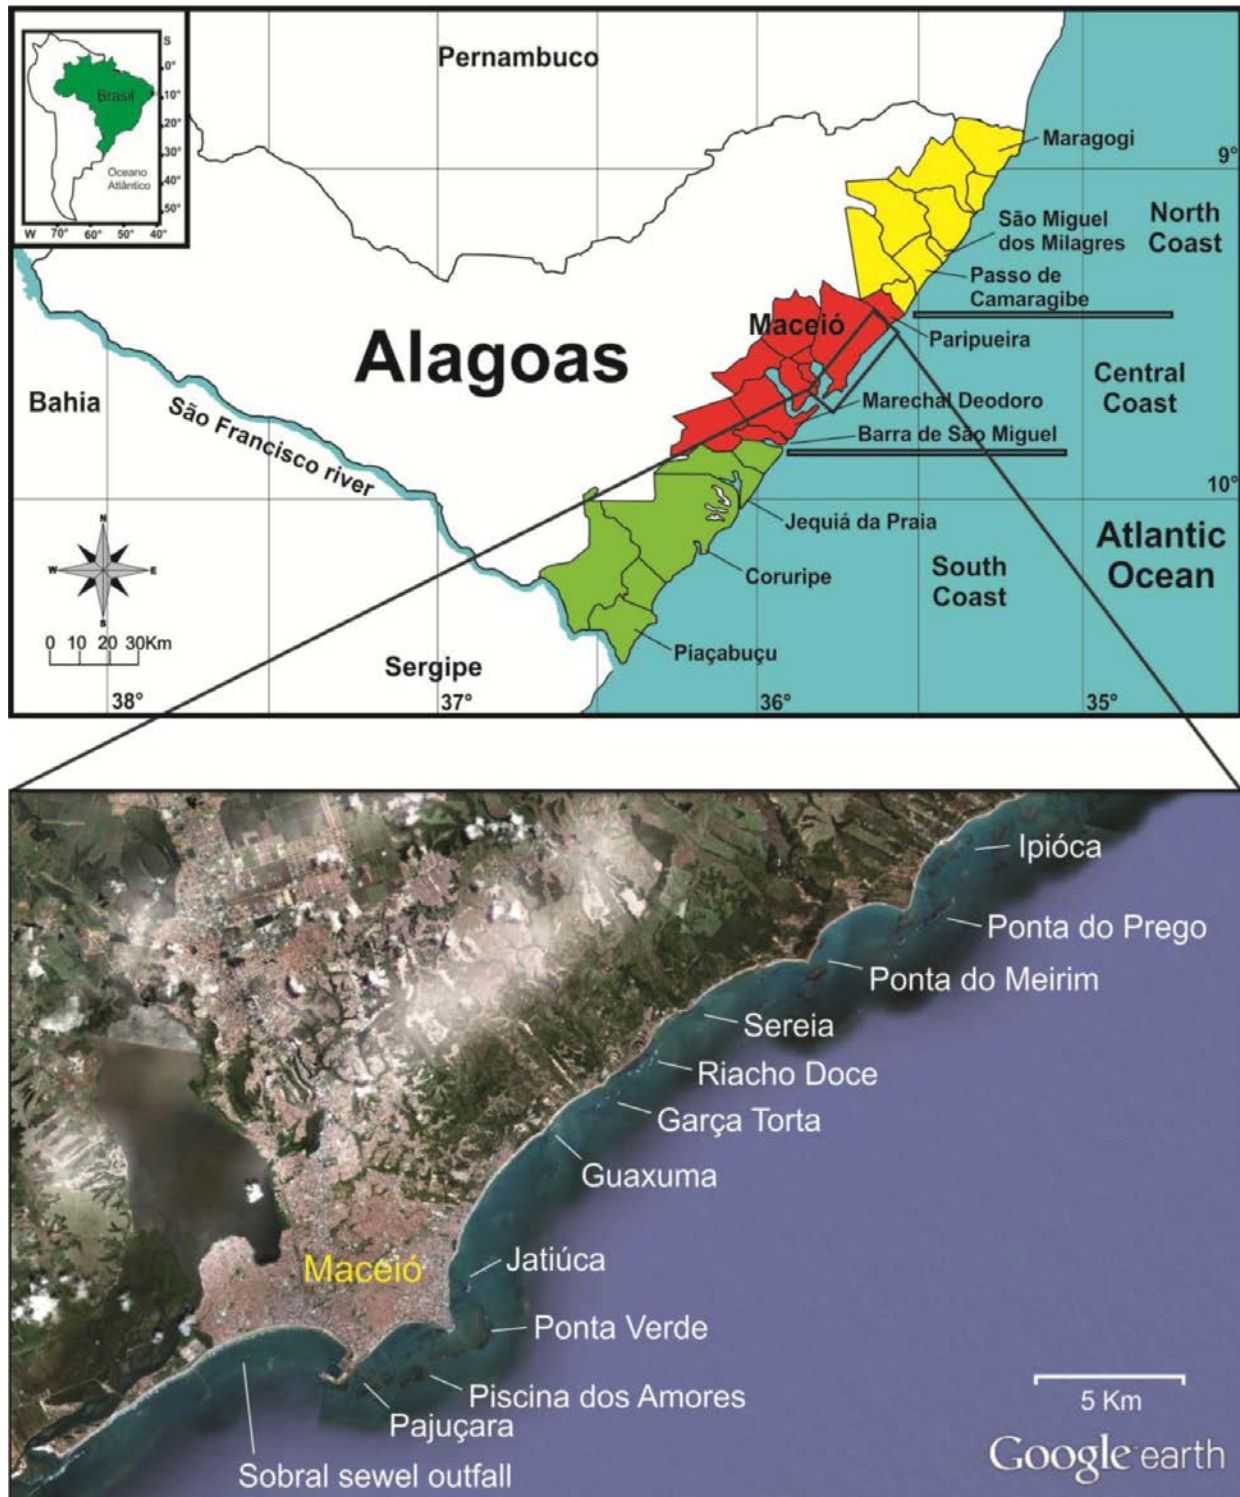 S
0°
10°
20°
30°
40°
50°
Brasil
Oceano
Atlântico
W 70° 60° 50° 40°
Pernambuco
Maragogi
9°
São Miguel
dos Milagres
North
Coast
Passo de
Camaragibe
Maceió
Paripueira
Alagoas
Central
Coast
Bahia
Marechal Deodoro
São Francisco river
Barra de São Miguel
10°
Jequiá da Praia
Atlantic
Ocean
N
W E
S
Coruripe
South
Coast
0 10 20 30Km
Piaçabuçu
Sergipe
38° 37° 36° 35°
Ipióca
Ponta do Prego
Ponta do Meirim
Sereia
Riacho Doce
Garça Torta
Guaxuma
Maceió
Jatiúca
Ponta Verde
Piscina dos Amores
Pajuçara
Sobral sewel outfall
5 Km
Google earth